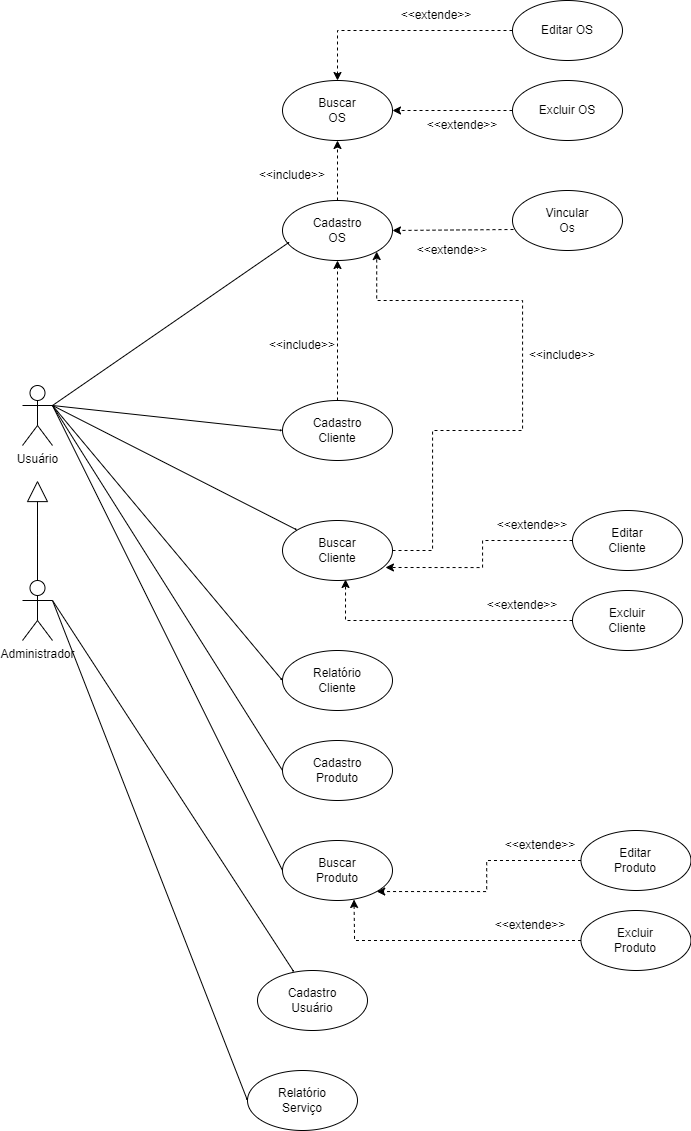 <<extende>>
Editar OS
Buscar
OS
Excluir OS
<<extende>>
<<include>>
Cadastro
OS
Vincular
Os
<<extende>>
<<include>>
<<include>>
Usuário
Cadastro
Cliente
Buscar
Cliente
<<extende>>
Editar
Cliente
<<extende>>
Excluir
Cliente
Administrador
Relatório
Cliente
Cadastro
Produto
Buscar
Produto
<<extende>>
Editar
Produto
<<extende>>
Excluir
Produto
Cadastro
Usuário
Relatório
Serviço